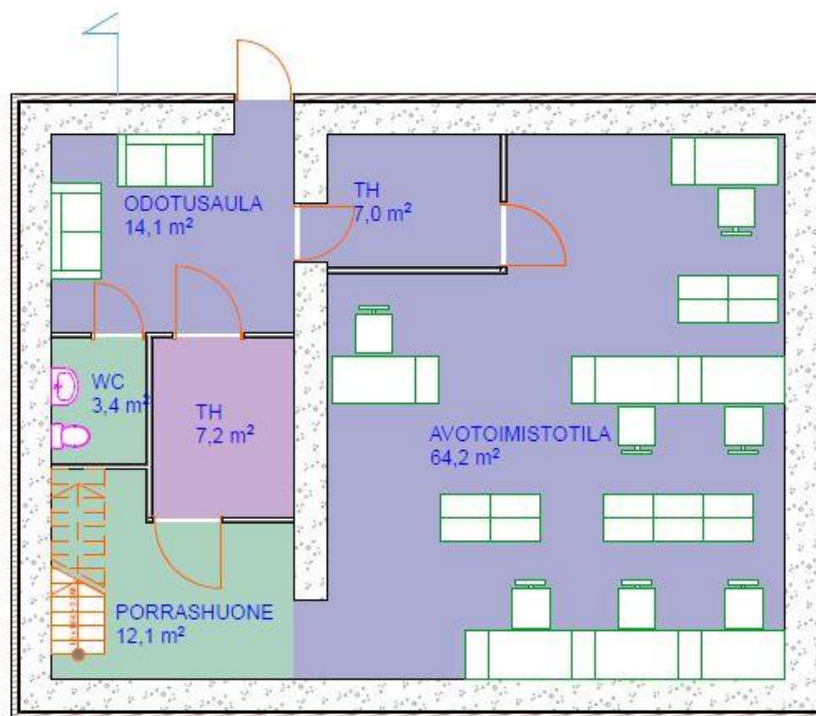 ODOTUSAULA
14,1 m²
TH
7,0 m²
WC
3,4 m²
TH
7,2 m²
AVOTOIMISTOTILA
64,2 m²
PORRASHUONE
12,1 m²